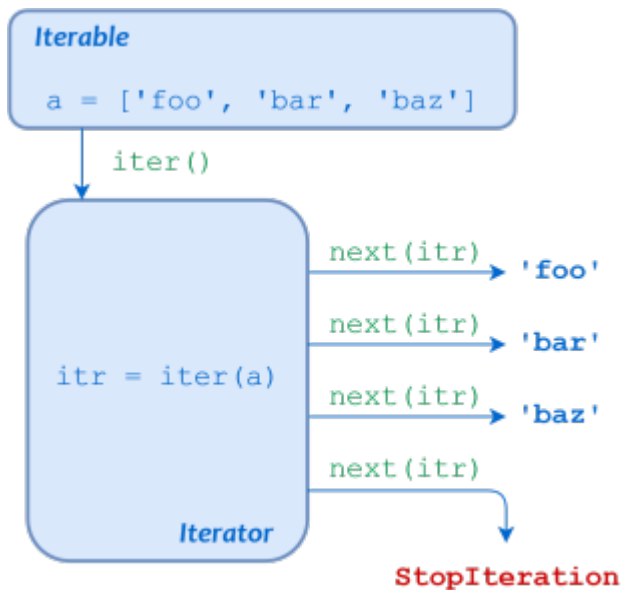 Iterable
a = ['foo', 'bar', 'baz']
iter()
next(itr)
'foo'
next(itr)
'bar'
itr = iter(a)
next(itr)
'baz'
next(itr)
Iterator
StopIteration